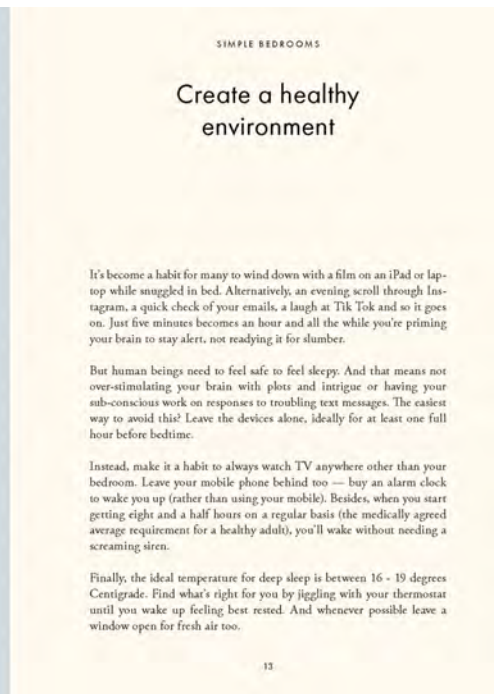 SIMPLE BEDROOMS
Create a healthy
environment
It's become a habit for many to wind down with a film on an iPad or lap-
top while snuggled in bed. Alternatively, an evening scroll through Ins-
tagram, a quick check of your emails, a laugh at Tik Tok and so it goes
on. Just five minutes becomes an hour and all the while you're priming
your brain to stay alert, not readying it for slumber.
But human beings need to feel safe to feel sleepy. And that means not
over-stimulating your brain with plots and intrigue or having your
sub-conscious work on responses to troubling text messages. The easiest
way to avoid this? Leave the devices alone, ideally for at least one full
hour before bedtime.
Instead, make it a habit to always watch TV anywhere other than your
bedroom. Leave your mobile phone behind too — buy an alarm clock
to wake you up (rather than using your mobile). Besides, when you start
getting eight and a half hours on a regular basis (the medically agreed
average requirement for a healthy adult), you'll wake without needing a
screaming siren.
Finally, the ideal temperature for deep sleep is between 16 - 19 degrees
Centigrade. Find what's right for you by jiggling with your thermostat
until you wake up feeling best rested. And whenever possible leave a
window open for fresh air too.
13